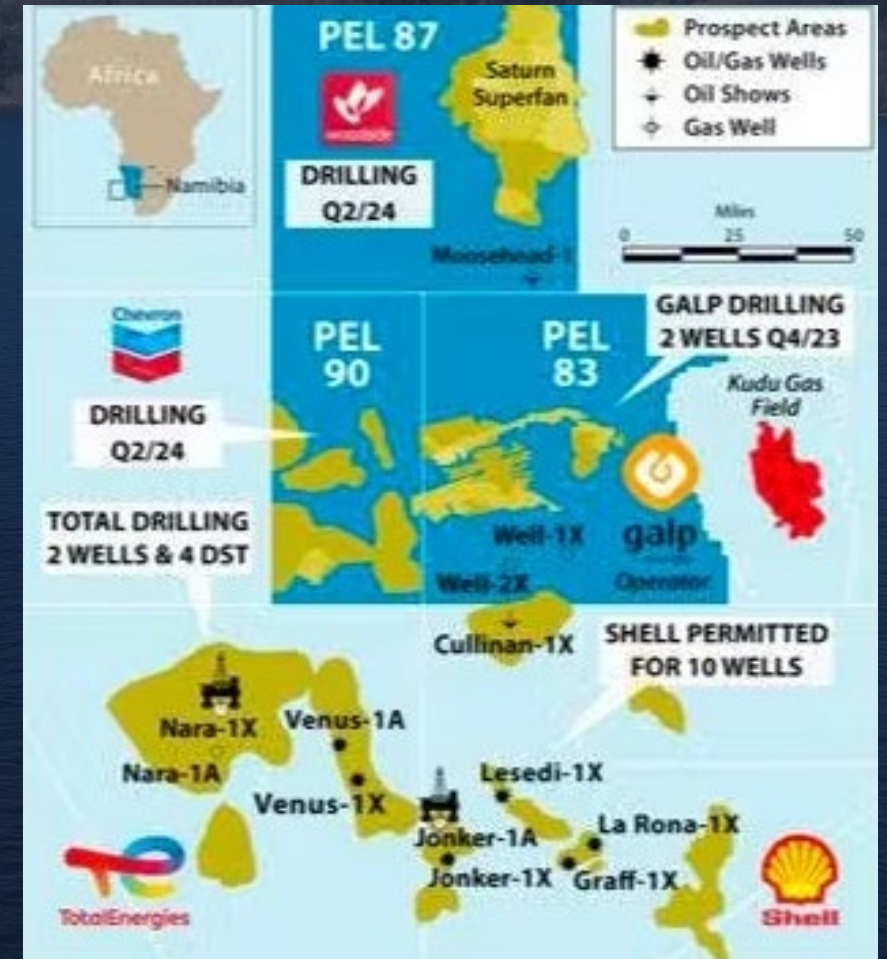 Africa
Namibia
PEL 87
woodside
DRILLING
Q2/24
Saturn
Superfan
Moosehead-1
Prospect Areas
Oil/Gas Wells
Oil Shows
Gas Well
Miles
0 25 50
Chevron
DRILLING
Q2/24
PEL
90
PEL
83
GALP DRILLING
2 WELLS Q4/23
Kudu Gas
Field
TOTAL DRILLING
2 WELLS & 4 DST
Well-1X
Well-2X
galp
Operator
Cullinan-1X
SHELL PERMITTED
FOR 10 WELLS
Nara-1X
Nara-1A
Venus-1A
Venus-1X
Lesedi-1X
Jonker-1A
Jonker-1X
La Rona-1X
Graff-1X
TotalEnergies
Shell